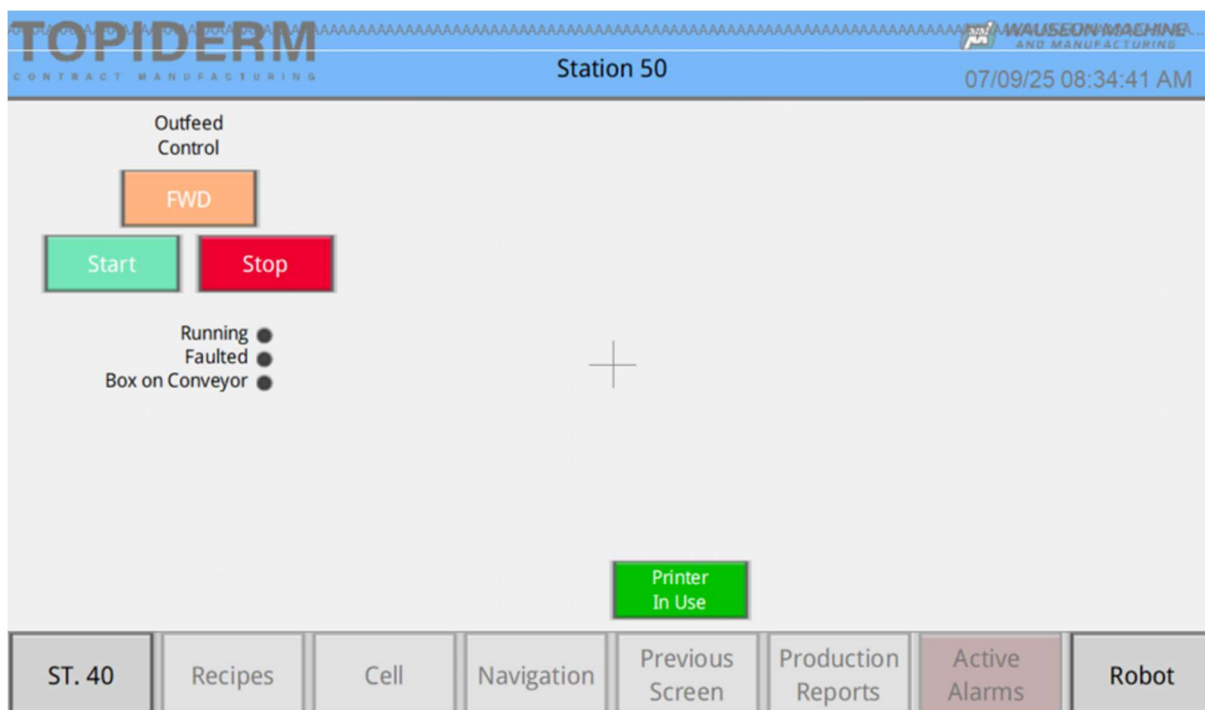 AAAAAAAAAAAAAAAAAAAAAAAAAAAAAAAAAAAAAAAAAAAAAAAAAAAAAAAAAAAAAAAAAAAAAAAAAAAAAAAAAAAAAAAAAAAAAAAAAAAAAAAAA...
TOPIDERM
CONTRACT MANUFACTURING
WAUSEON MACHINE
AND MANUFACTURING
Station 50
07/09/25 08:34:41 AM
Outfeed
Control
FWD
Start
Stop
Running
Faulted
Box on Conveyor
Printer
In Use
ST. 40
Recipes
Cell
Navigation
Previous
Screen
Production
Reports
Active
Alarms
Robot